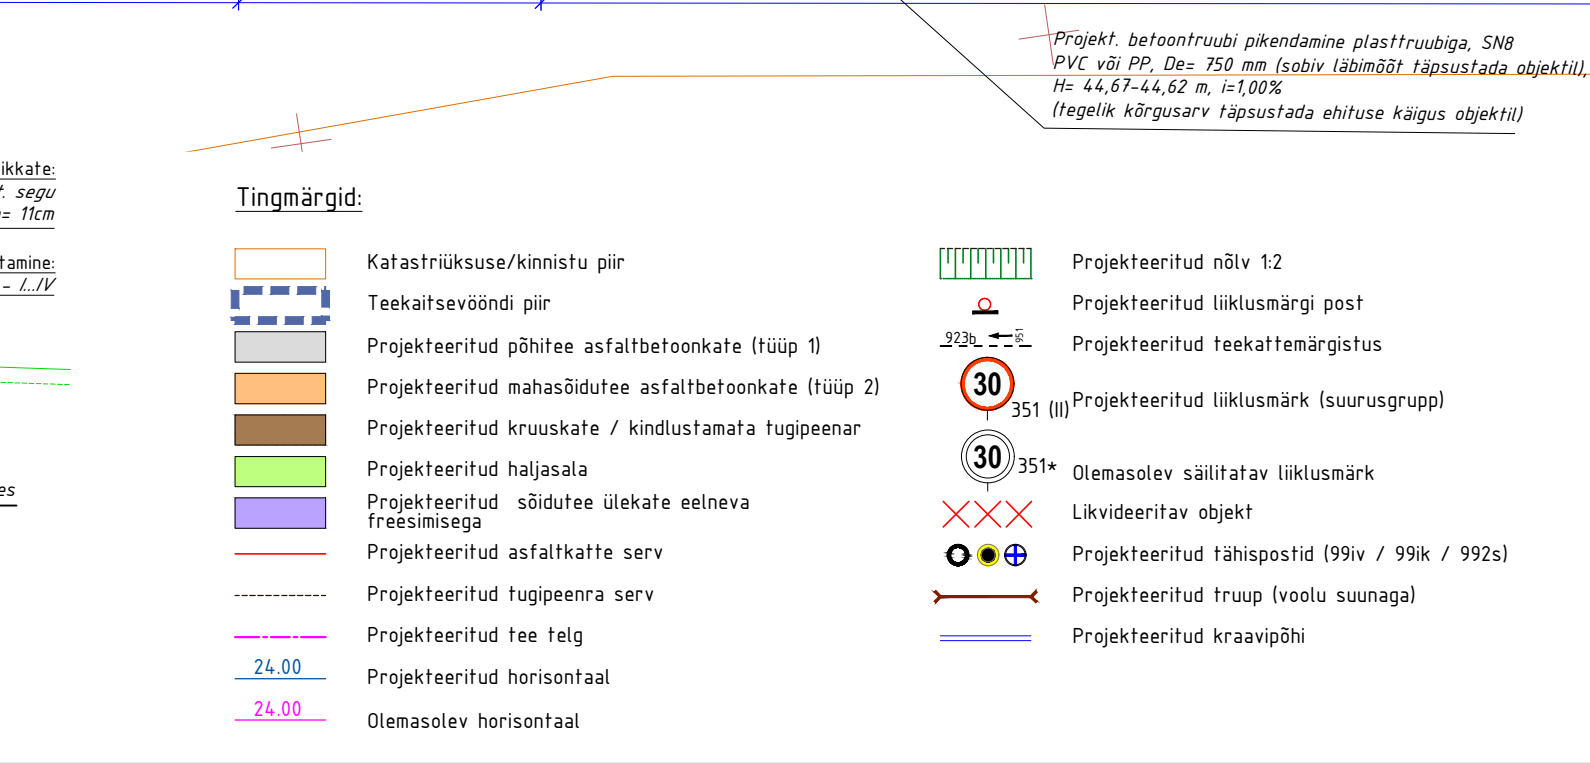 Projekt. betoontruubi pikendamine plasttruubiga, SN8
PVC või PP, De= 750 mm (sobiv läbimõõt täpsustada objektil),
H= 44,67-44,62 m, i=1,00%
(tegelik kõrgusarv täpsustada ehituse käigus objektil)
ikkate:
t. segu
= 11cm
tamine:
- I...IV
es
Tingmärgid:
Katastriüksuse/kinnistu piir
Teekaitsevööndi piir
Projekteeritud põhitee asfaltbetoonkate (tüüp 1)
Projekteeritud mahasõidutee asfaltbetoonkate (tüüp 2)
Projekteeritud kruuskate / kindlustamata tugipeenar
Projekteeritud haljasala
Projekteeritud sõidutee ülekate eelneva
freesimisega
Projekteeritud asfaltkatte serv
Projekteeritud tugipeenra serv
Projekteeritud tee telg
24.00
Projekteeritud horisontaal
24.00
Olemasolev horisontaal
Projekteeritud nõlv 1:2
Projekteeritud liiklusmärgi post
923b 951
Projekteeritud teekattemärgistus
30
351 (II)
Projekteeritud liiklusmärk (suurusgrupp)
30
351*
Olemasolev säilitatav liiklusmärk
Likvideeritav objekt
Projekteeritud tähispostid (99iv / 99ik / 992s)
Projekteeritud truup (voolu suunaga)
Projekteeritud kraavipõhi